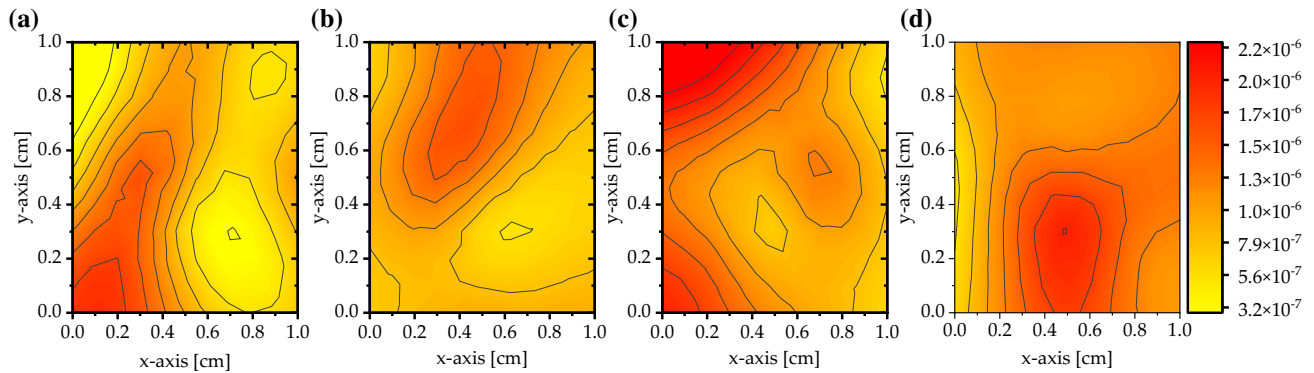 (a) (b) (c) (d)
1.0 1.0 1.0 1.0 2.2×10⁻⁶
0.8 0.8 0.8 0.8 2.0×10⁻⁶
1.8×10⁻⁶
0.6 0.6 0.6 0.6 1.5×10⁻⁶
1.3×10⁻⁶
0.4 0.4 0.4 0.4 1.0×10⁻⁶
0.2 0.2 0.2 0.2 7.9×10⁻⁷
5.6×10⁻⁷
0.0 0.0 0.0 0.0 3.2×10⁻⁷
y-axis [cm] y-axis [cm] y-axis [cm] y-axis [cm]
0.0 0.2 0.4 0.6 0.8 1.0 0.0 0.2 0.4 0.6 0.8 1.0 0.0 0.2 0.4 0.6 0.8 1.0 0.0 0.2 0.4 0.6 0.8 1.0
x-axis [cm] x-axis [cm] x-axis [cm] x-axis [cm]